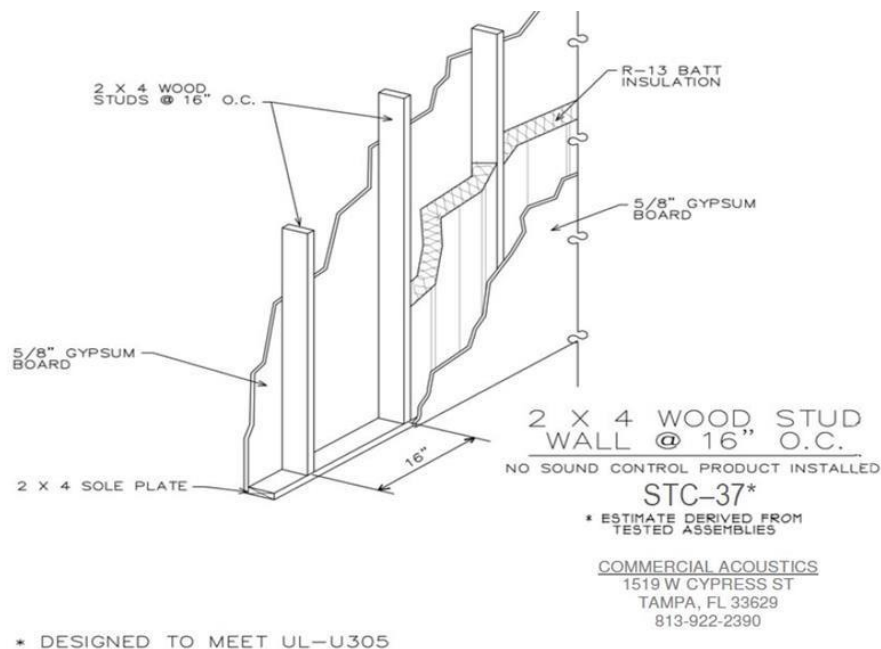 2 X 4 WOOD
STUDS @ 16" O.C.
R-13 BATT
INSULATION
5/8" GYPSUM
BOARD
5/8" GYPSUM
BOARD
16"
2 X 4 SOLE PLATE
2 X 4 WOOD STUD
WALL @ 16" O.C.
NO SOUND CONTROL PRODUCT INSTALLED
STC-37*
* ESTIMATE DERIVED FROM
TESTED ASSEMBLIES
COMMERCIAL ACOUSTICS
1519 W CYPRESS ST
TAMPA, FL 33629
813-922-2390
* DESIGNED TO MEET UL-U305